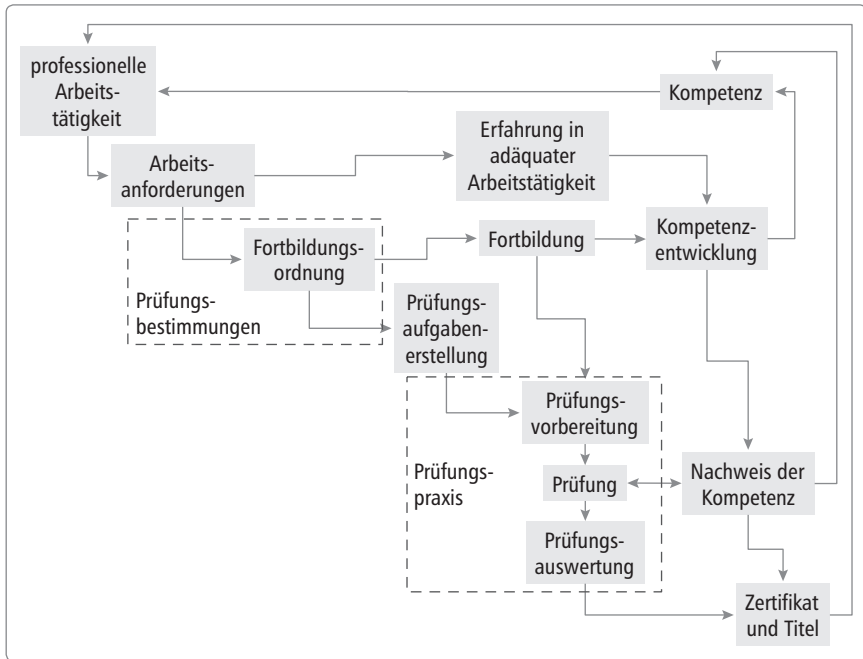 professionelle
Arbeits-
tätigkeit
Kompetenz
Arbeits-
anforderungen
Erfahrung in
adäquater
Arbeitstätigkeit
Fortbildungs-
ordnung
Fortbildung
Kompetenz-
entwicklung
Prüfungs-
bestimmungen
Prüfungs-
aufgaben-
erstellung
Prüfungs-
vorbereitung
Prüfungs-
praxis
Prüfung
Nachweis der
Kompetenz
Prüfungs-
auswertung
Zertifikat
und Titel